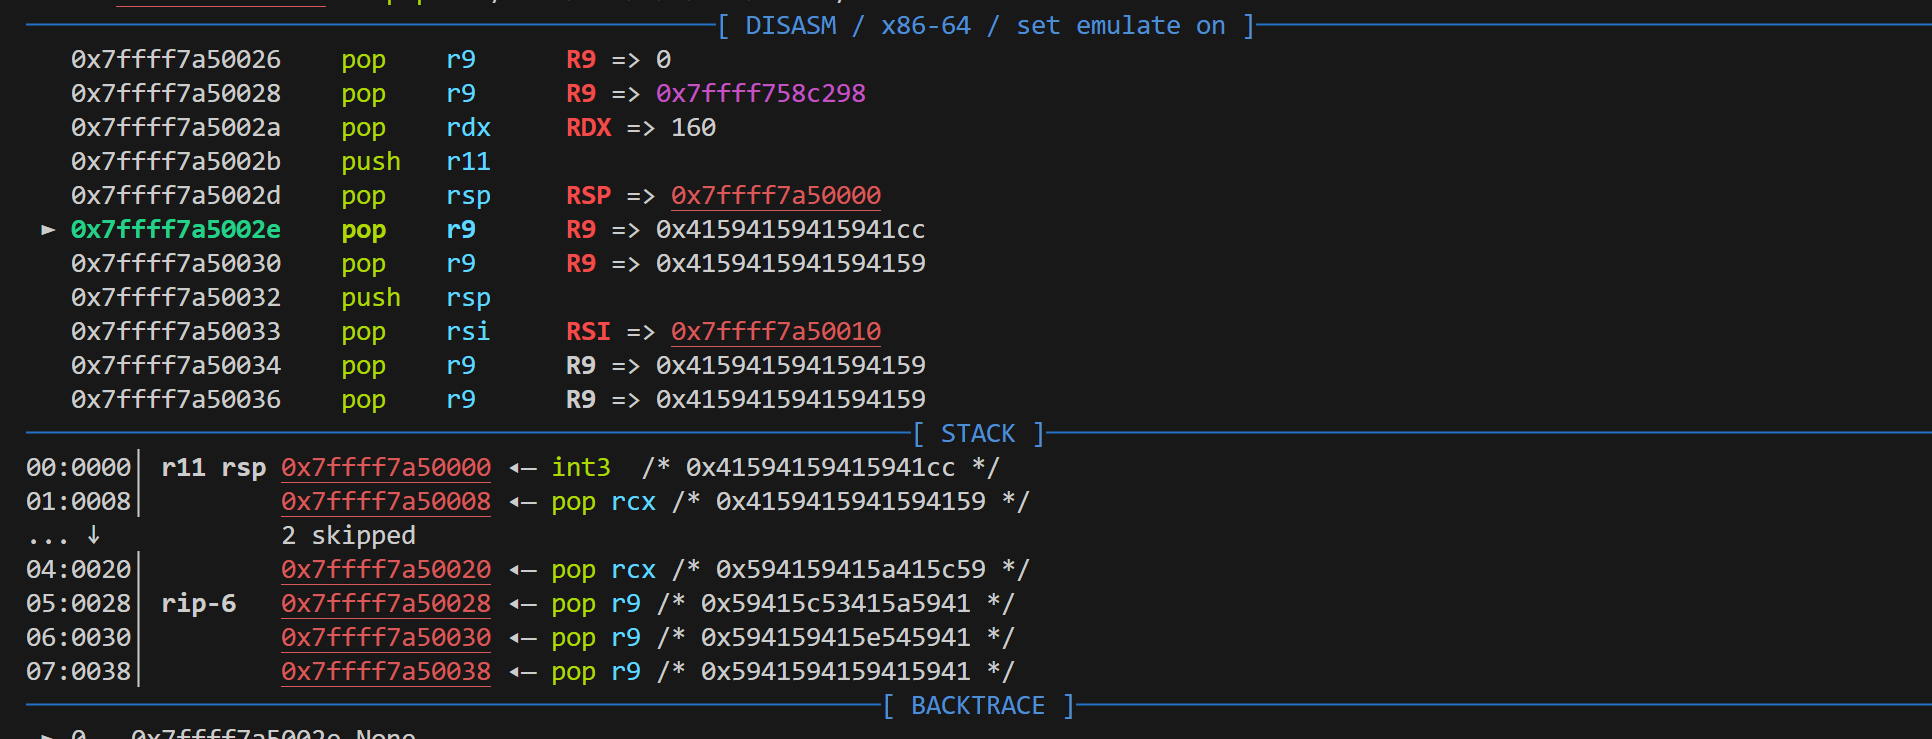 [ DISASM / x86-64 / set emulate on ]
0x7ffff7a50026 pop r9 R9 => 0
0x7ffff7a50028 pop r9 R9 => 0x7ffff758c298
0x7ffff7a5002a pop rdx RDX => 160
0x7ffff7a5002b push r11
0x7ffff7a5002d pop rsp RSP => 0x7ffff7a50000
► 0x7ffff7a5002e pop r9 R9 => 0x41594159415941cc
0x7ffff7a50030 pop r9 R9 => 0x4159415941594159
0x7ffff7a50032 push rsp
0x7ffff7a50033 pop rsi RSI => 0x7ffff7a50010
0x7ffff7a50034 pop r9 R9 => 0x4159415941594159
0x7ffff7a50036 pop r9 R9 => 0x4159415941594159
[ STACK ]
00:0000│ r11 rsp 0x7ffff7a50000 ◂— int3 /* 0x41594159415941cc */
01:0008│ 0x7ffff7a50008 ◂— pop rcx /* 0x4159415941594159 */
... ↓ 2 skipped
04:0020│ 0x7ffff7a50020 ◂— pop rcx /* 0x594159415a415c59 */
05:0028│ rip-6 0x7ffff7a50028 ◂— pop r9 /* 0x59415c53415a5941 */
06:0030│ 0x7ffff7a50030 ◂— pop r9 /* 0x594159415e545941 */
07:0038│ 0x7ffff7a50038 ◂— pop r9 /* 0x5941594159415941 */
[ BACKTRACE ]
► 0 0x7ffff7a5002e None